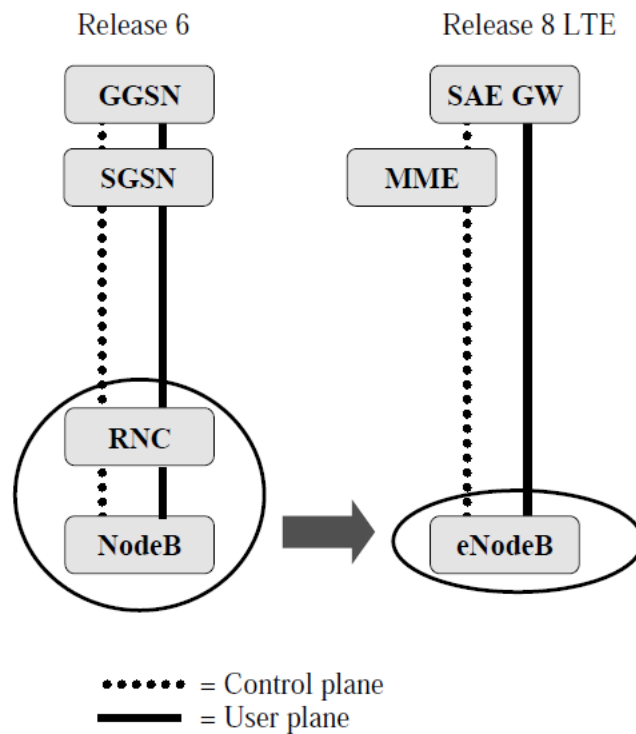 Release 6 Release 8 LTE
GGSN SAE GW
SGSN MME
RNC
NodeB eNodeB
= Control plane
= User plane